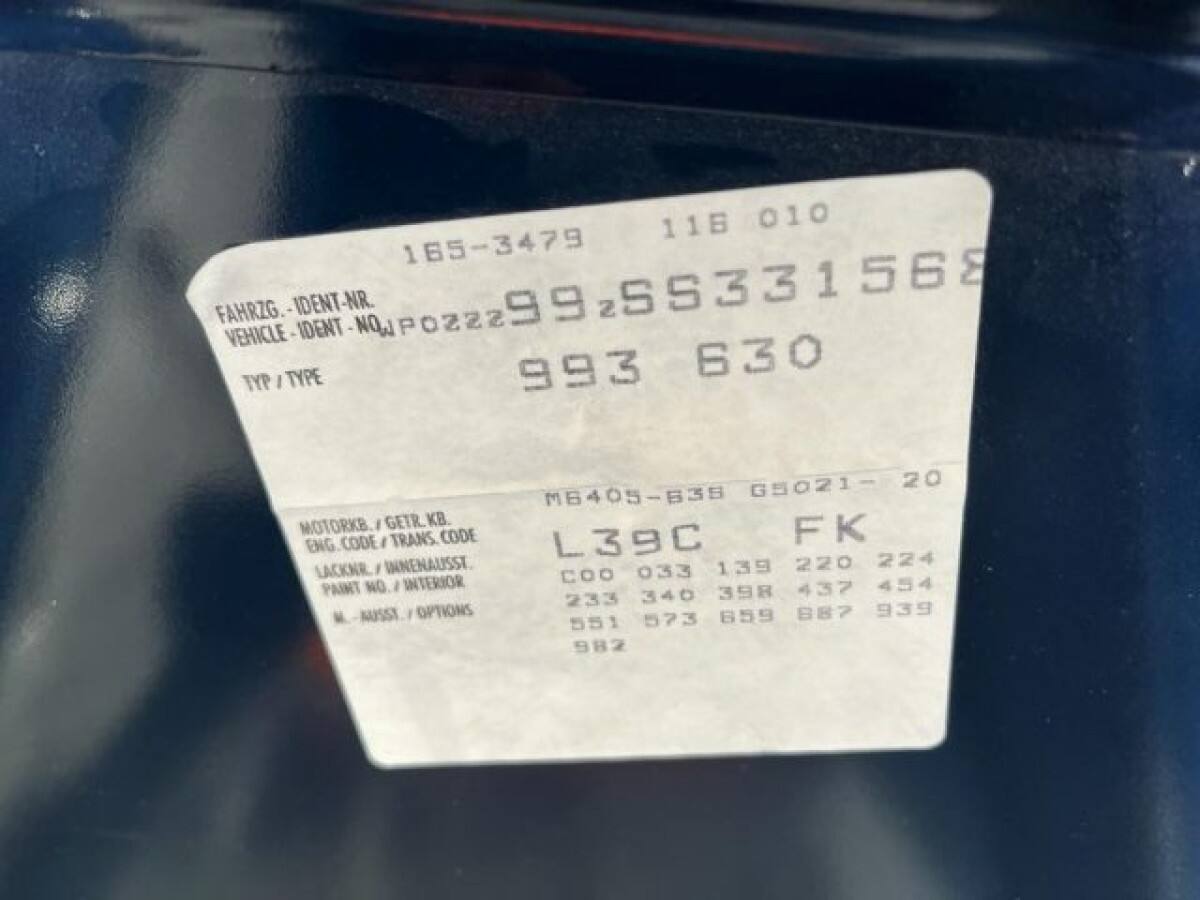 165-3479 116 010
FAHRZG.-IDENT-NR.
VEHICLE-IDENT-NO. WP0ZZZ99ZSS331568
TYP / TYPE 993 630
M6405-63S G5021- 20
MOTORKB. / GETR. KB.
ENG. CODE / TRANS. CODE L39C FK
LACKNR. / INNENAUSST. C00 033 139 220 224
PAINT NO. / INTERIOR 233 340 398 437 454
M.-AUSST. / OPTIONS 551 573 659 687 939
982